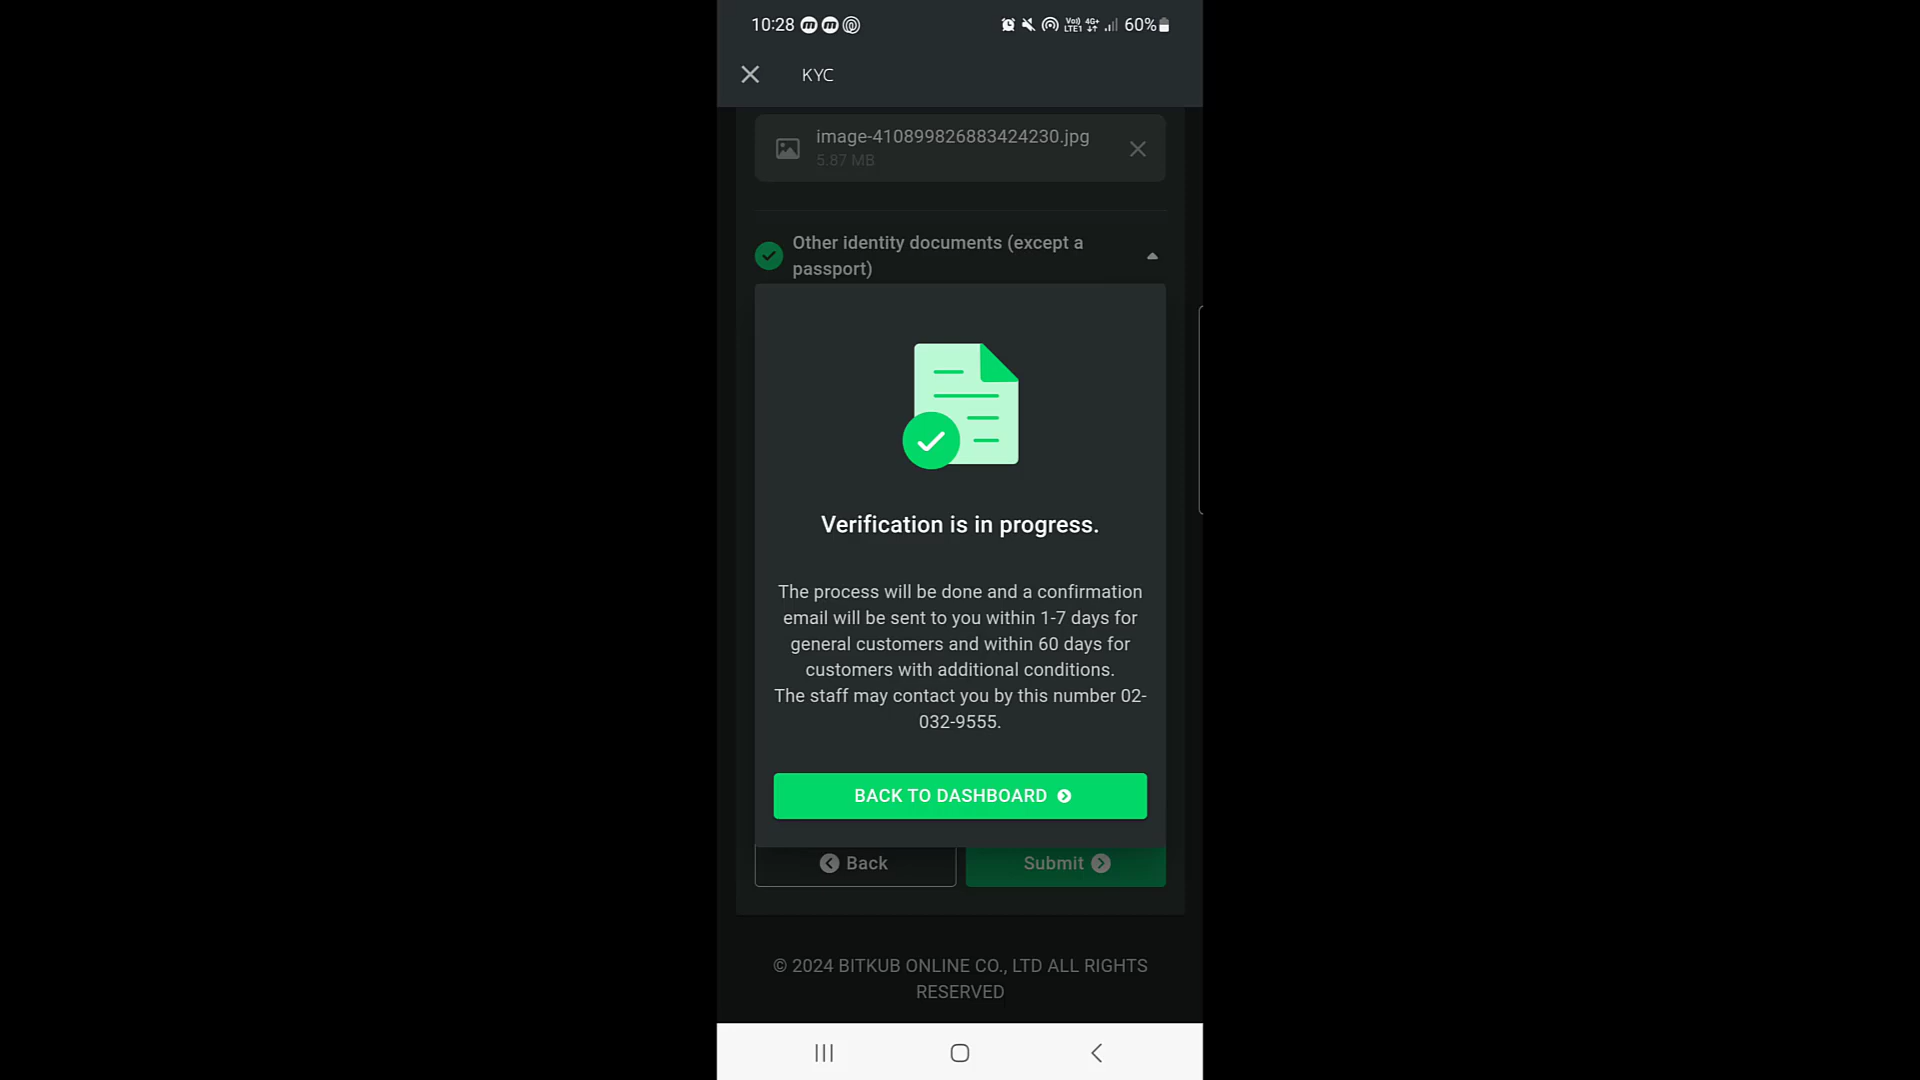 10:28
VoLTE1 4G+ 60%
KYC
image-410899826883424230.jpg
5.87 MB
Other identity documents (except a
passport)
Verification is in progress.
The process will be done and a confirmation
email will be sent to you within 1-7 days for
general customers and within 60 days for
customers with additional conditions.
The staff may contact you by this number 02-
032-9555.
BACK TO DASHBOARD
Back
Submit
© 2024 BITKUB ONLINE CO., LTD ALL RIGHTS
RESERVED